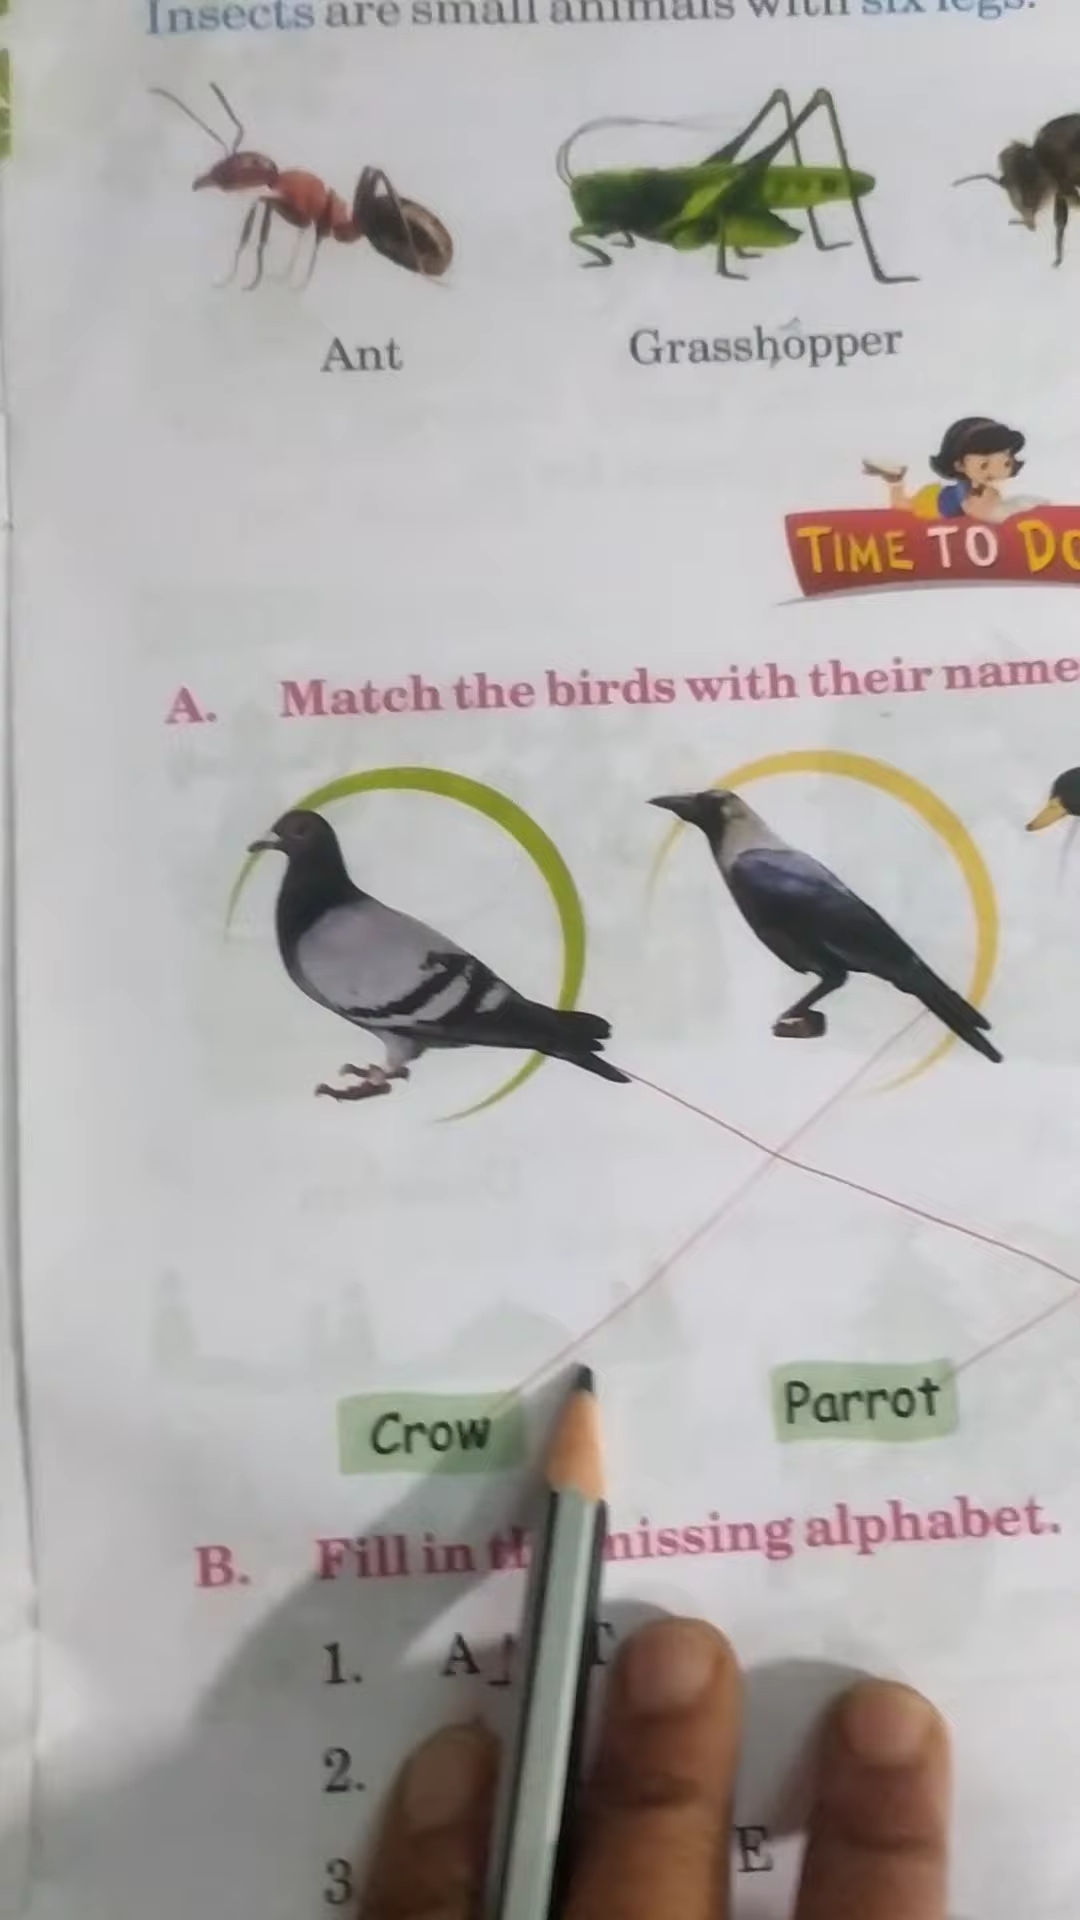 Insects are small animals with six legs.
Ant
Grasshopper
TIME TO DO
A. Match the birds with their name
Crow
Parrot
B. Fill in missing alphabet.
1. A T
2.
3 E